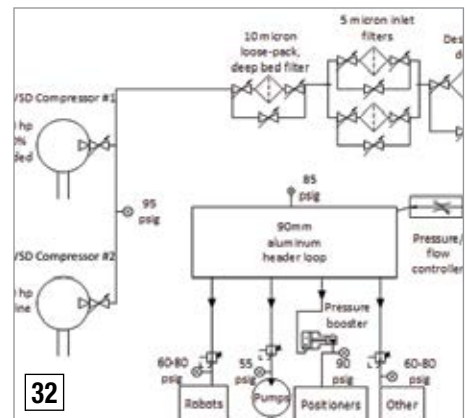 10 micron
loose-pack,
deep bed filter
5 micron inlet
filters
VSD Compressor #1
hp
95
psig
85
psig
90mm
aluminum
header loop
Pressure/
flow
controller
VSD Compressor #2
hp
Pressure
booster
60-80
psig
55
psig
90
psig
60-80
psig
Robots
Pumps
Positioners
Other
32